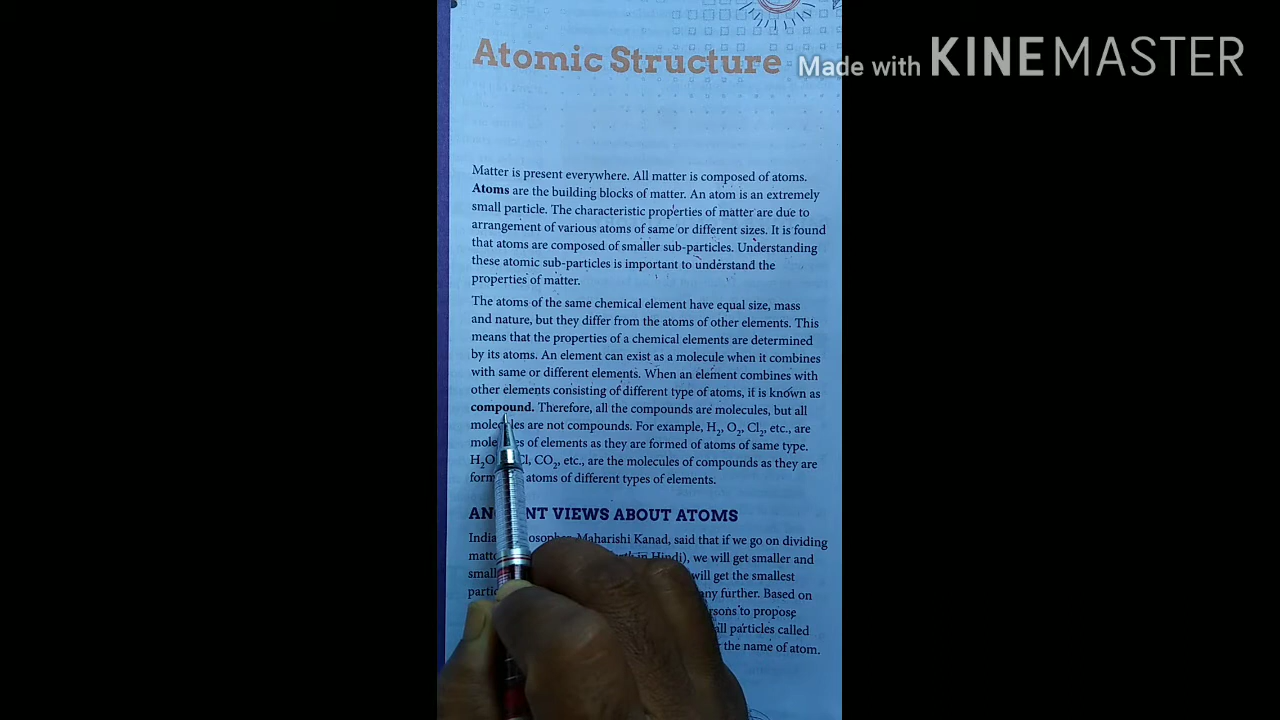 Atomic Structure
Made with KINEMASTER
Matter is present everywhere. All matter is composed of atoms.
Atoms are the building blocks of matter. An atom is an extremely
small particle. The characteristic properties of matter are due to
arrangement of various atoms of same or different sizes. It is found
that atoms are composed of smaller sub-particles. Understanding
these atomic sub-particles is important to understand the
properties of matter.
The atoms of the same chemical element have equal size, mass
and nature, but they differ from the atoms of other elements. This
means that the properties of a chemical elements are determined
by its atoms. An element can exist as a molecule when it combines
with same or different elements. When an element combines with
other elements consisting of different type of atoms, it is known as
compound. Therefore, all the compounds are molecules, but all
molecules are not compounds. For example, H₂, O₂, Cl₂, etc., are
molecules of elements as they are formed of atoms of same type.
H₂O, CO₂, etc., are the molecules of compounds as they are
atoms of different types of elements.
ANCIENT VIEWS ABOUT ATOMS
Maharishi Kanad, said that if we go on dividing
in Hindi), we will get smaller and
will get the smallest
any further. Based on
to propose
particles called
the name of atom.